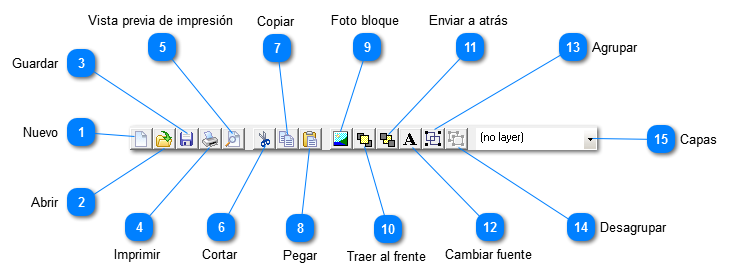 Vista previa de impresión
Copiar
Foto bloque
Enviar a atrás
5
7
9
11
13
Agrupar
Guardar
3
Nuevo
1
(no layer)
15
Capas
Abrir
2
4
6
8
10
12
14
Desagrupar
Imprimir
Cortar
Pegar
Traer al frente
Cambiar fuente
A